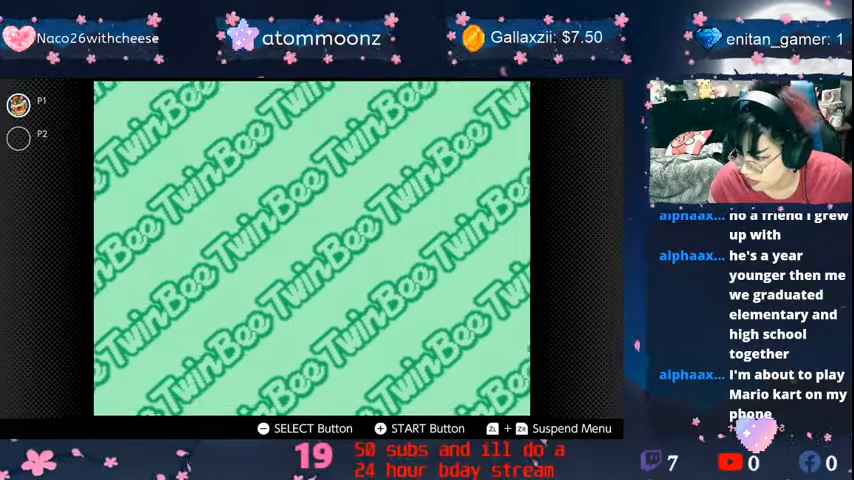 Naco26withcheese
atommoonz
Gallaxzii: $7.50
enitan_gamer: 1
P1
P2
TwinBee TwinBee TwinBee
TwinBee TwinBee TwinBee
TwinBee TwinBee TwinBee
TwinBee TwinBee TwinBee
SELECT Button
START Button
ZL + ZR Suspend Menu
alphaax... no a friend I grew
up with
alphaax... he's a year
younger then me
we graduated
elementary and
high school
together
alphaax... I'm about to play
Mario kart on my
phone
19
50 subs and ill do a
24 hour bday stream
7
0
0